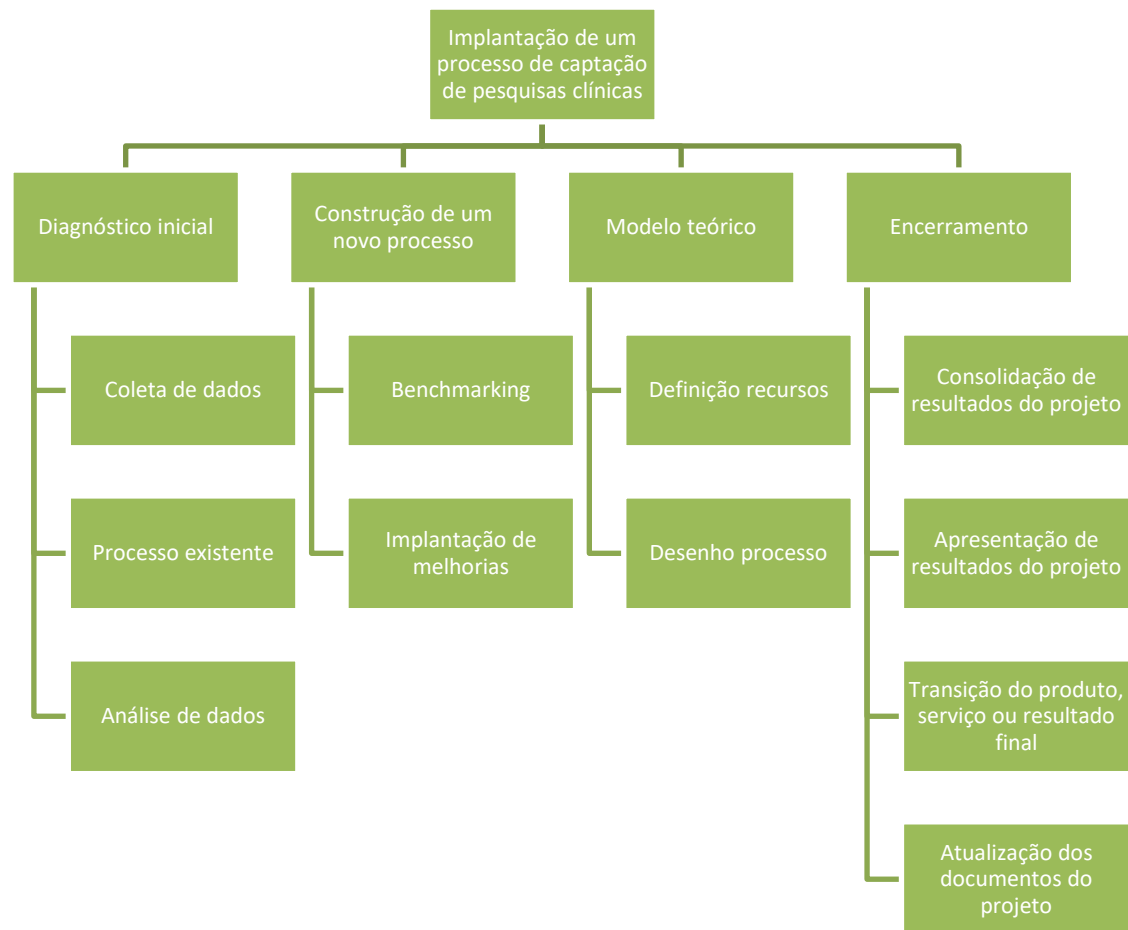 Implantação de um
processo de captação
de pesquisas clínicas
Diagnóstico inicial
Construção de um
novo processo
Modelo teórico
Encerramento
Coleta de dados
Benchmarking
Definição recursos
Consolidação de
resultados do projeto
Processo existente
Implantação de
melhorias
Desenho processo
Apresentação de
resultados do projeto
Análise de dados
Transição do produto,
serviço ou resultado
final
Atualização dos
documentos do
projeto